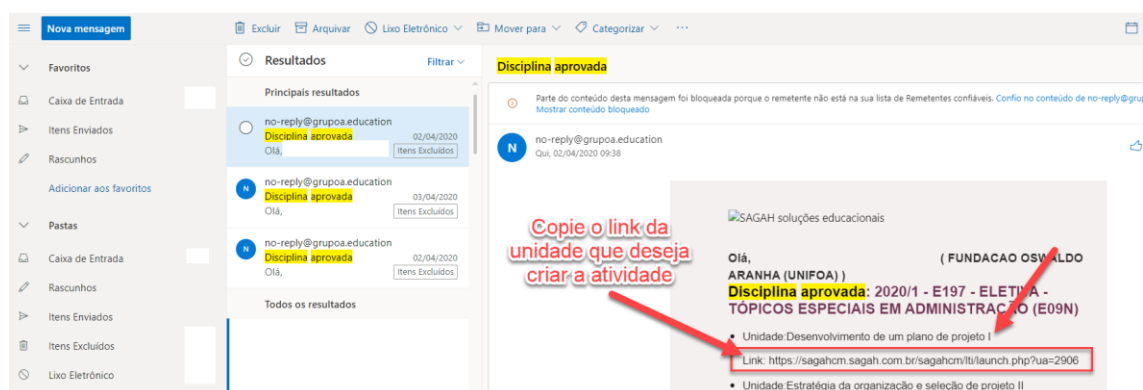 Nova mensagem
Excluir Arquivar Lixo Eletrônico Mover para Categorizar ...
Favoritos
Caixa de Entrada
Itens Enviados
Rascunhos
Adicionar aos favoritos
Pastas
Caixa de Entrada
Rascunhos
Itens Enviados
Itens Excluídos
Lixo Eletrônico
Resultados Filtrar
Principais resultados
no-reply@grupoa.education
Disciplina aprovada 02/04/2020
Olá, Itens Excluídos
N
no-reply@grupoa.education
Disciplina aprovada 03/04/2020
Olá, Itens Excluídos
N
no-reply@grupoa.education
Disciplina aprovada 02/04/2020
Olá, Itens Excluídos
Todos os resultados
Disciplina aprovada
Parte do conteúdo desta mensagem foi bloqueada porque o remetente não está na sua lista de Remetentes confiáveis. Confio no conteúdo de no-reply@grup
Mostrar conteúdo bloqueado
N
no-reply@grupoa.education
Qui, 02/04/2020 09:38
Copie o link da
unidade que deseja
criar a atividade
SAGAH soluções educacionais
Olá, ( FUNDACAO OSWALDO
ARANHA (UNIFOA) )
Disciplina aprovada: 2020/1 - E197 - ELETIVA -
TÓPICOS ESPECIAIS EM ADMINISTRAÇÃO (E09N)
• Unidade:Desenvolvimento de um plano de projeto I
Link: https://sagahcm.sagah.com.br/sagahcm/lti/launch.php?ua=2906
• Unidade:Estratégia da organização e seleção de projeto II